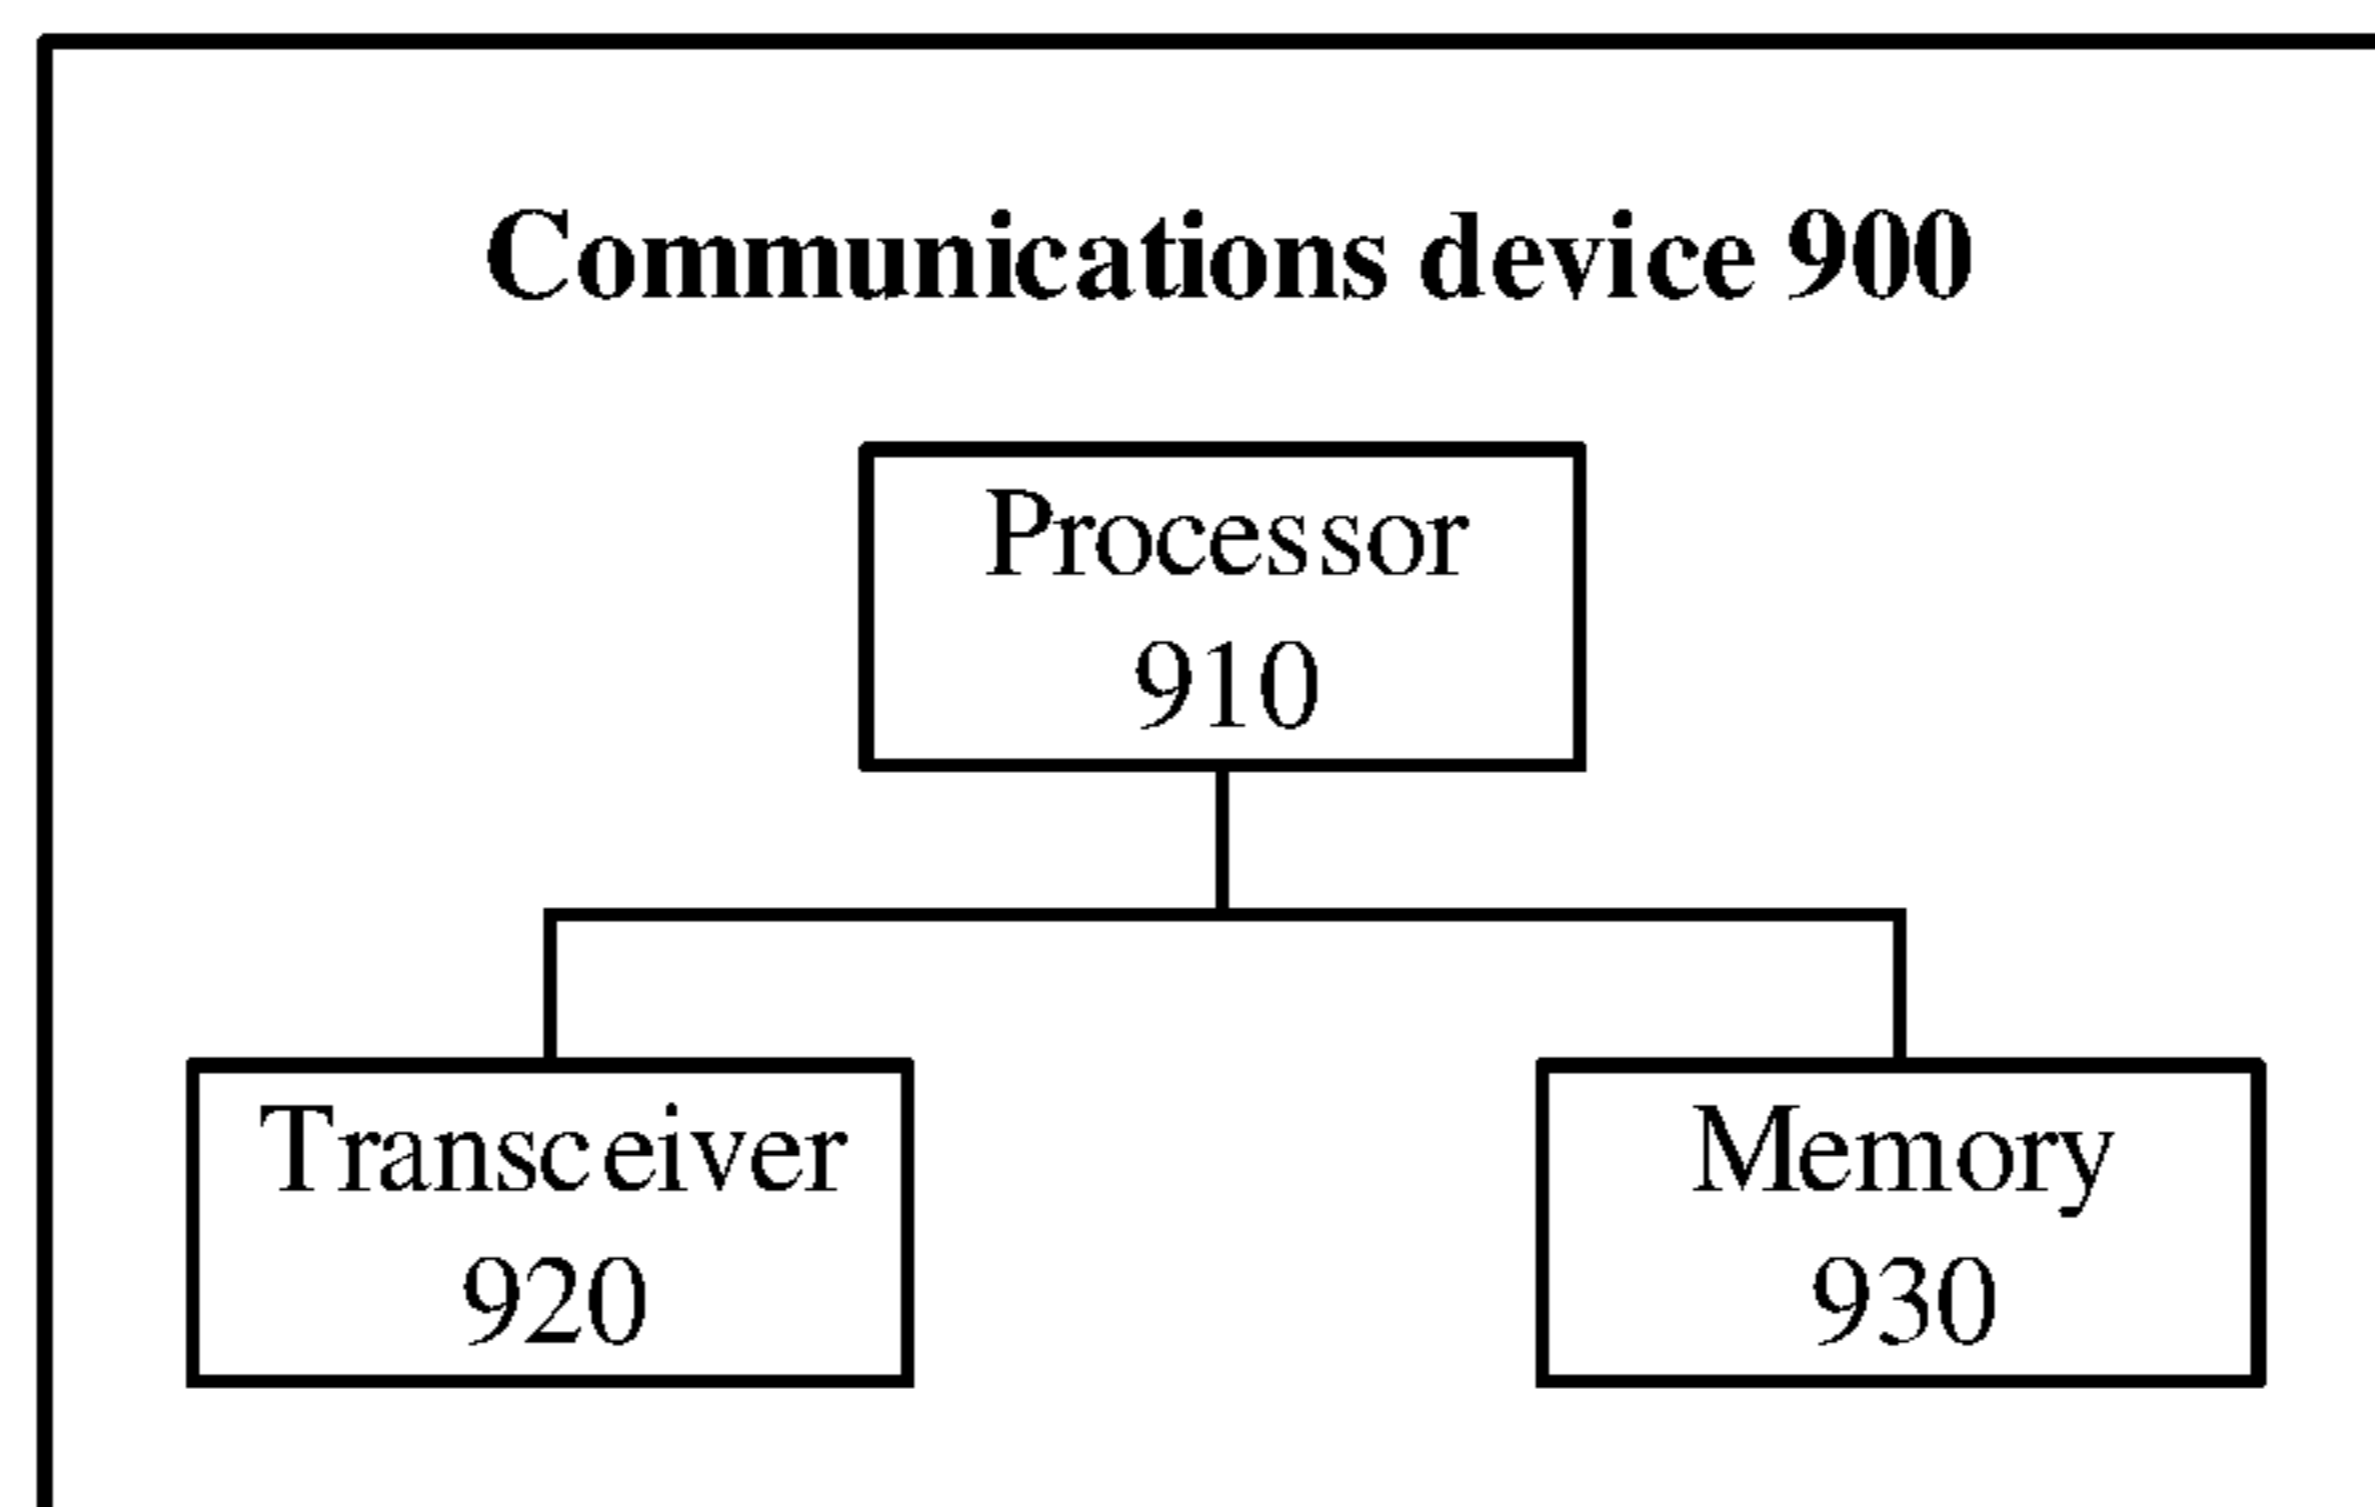 Communications device 900
Processor
910
Transceiver
920
Memory
930